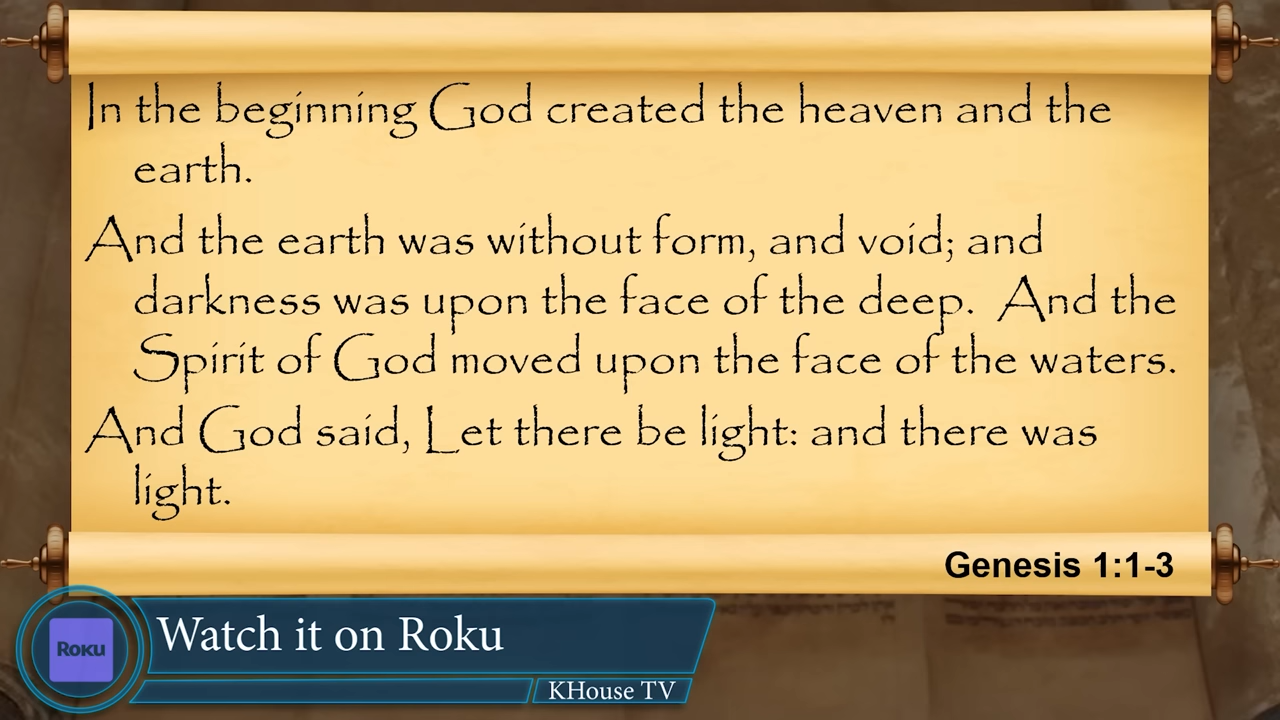 In the beginning God created the heaven and the
earth.
And the earth was without form, and void; and
darkness was upon the face of the deep.  And the
Spirit of God moved upon the face of the waters.
And God said, Let there be light: and there was
light.
Genesis 1:1-3
Roku
Watch it on Roku
KHouse TV